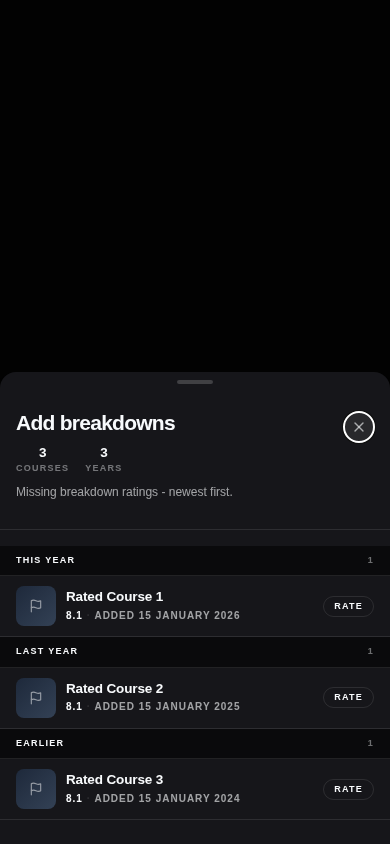 Add breakdowns
3 3
COURSES YEARS
Missing breakdown ratings - newest first.
THIS YEAR 1
Rated Course 1
8.1 · ADDED 15 JANUARY 2026 RATE
LAST YEAR 1
Rated Course 2
8.1 · ADDED 15 JANUARY 2025 RATE
EARLIER 1
Rated Course 3
8.1 · ADDED 15 JANUARY 2024 RATE